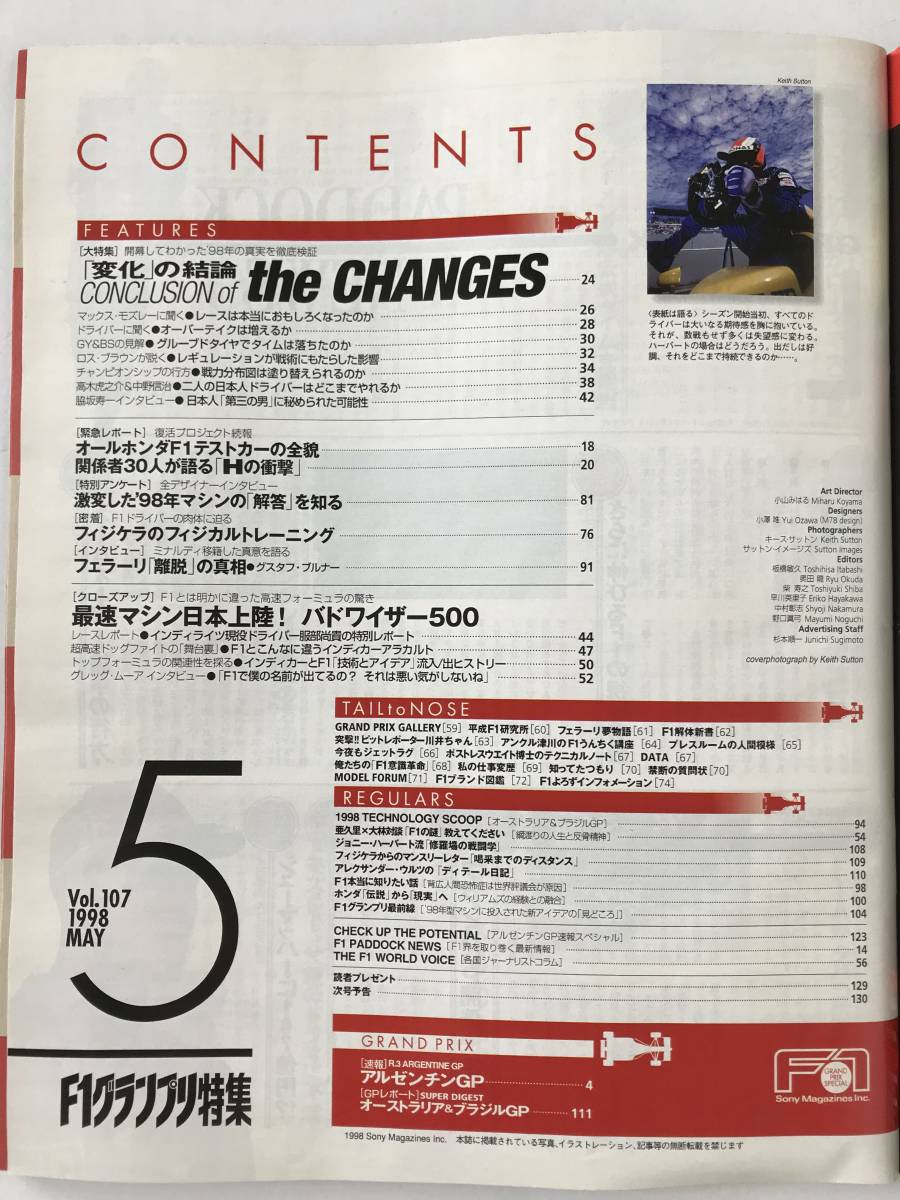 Keith Sutton
CONTENTS
FEATURES
[大特集] 開幕してわかった'98年の真実を徹底検証
「変化」の結論
CONCLUSION of the CHANGES 24
マックス・モズレーに聞く●レースは本当におもしろくなったのか 26
ドライバーに聞く●オーバーテイクは増えるか 28
GY&BSの見解●グルーブドタイヤでタイムは落ちたのか 30
ロス・ブラウンが説く●レギュレーションが戦術にもたらした影響 32
チャンピオンシップの行方●戦力分布図は塗り替えられるのか 34
高木虎之介&中野信治●二人の日本人ドライバーはどこまでやれるか 38
脇坂寿一インタビュー●日本人「第三の男」に秘められた可能性 42
[緊急レポート] 復活プロジェクト続報
オールホンダF1テストカーの全貌 18
関係者30人が語る「Hの衝撃」 20
[特別アンケート] 全デザイナーインタビュー
激変した'98年マシンの「解答」を知る 81
[密着] F1ドライバーの肉体に迫る
フィジケラのフィジカルトレーニング 76
[インタビュー] ミナルディ移籍した真意を語る
フェラーリ「離脱」の真相●グスタフ・ブルナー 91
[クローズアップ] F1とは明かに違った高速フォーミュラの驚き
最速マシン日本上陸! バドワイザー500
レースレポート●インディライツ現役ドライバー服部尚貴の特別レポート 44
超高速ドッグファイトの「舞台裏」●F1とこんなに違うインディカーアラカルト 47
トップフォーミュラの関連性を探る●インディカーとF1「技術とアイデア」流入/出ヒストリー 50
グレッグ・ムーア インタビュー●「F1で僕の名前が出てるの? それは悪い気がしないね」 52
〈表紙は語る〉シーズン開始当初、すべてのド
ライバーは大いなる期待感を胸に抱いている。
それが、数戦もせず多くは失望感に変わる。
ハーバートの場合はどうだろう。出だしは好
調、それをどこまで持続できるのか……。
Art Director
小山みはる Miharu Koyama
Designers
小澤 唯 Yui Ozawa (M78 design)
Photographers
キース・サットン Keith Sutton
サットン・イメージズ Sutton Images
Editors
板橋敏久 Toshihisa Itabashi
奥田 龍 Ryu Okuda
柴 寿之 Toshiyuki Shiba
早川英里子 Eriko Hayakawa
中村彰志 Shyoji Nakamura
野口真弓 Mayumi Noguchi
Advertising Staff
杉本順一 Junichi Sugimoto
coverphotograph by Keith Sutton
TAILtoNOSE
GRAND PRIX GALLERY[59] 平成F1研究所[60] フェラーリ夢物語[61] F1解体新書[62]
突撃!! ピットレポーター川井ちゃん[63] アンクル津川のF1うんちく講座 [64] プレスルームの人間模様 [65]
今夜もジェットラグ [66] ポストレスウエイト博士のテクニカルノート[67] DATA [67]
俺たちの「F1意識革命」[68] 私の仕事変歴 [69] 知ってたつもり [70] 禁断の質問状[70]
MODEL FORUM[71] F1ブランド図鑑 [72] F1よろずインフォメーション[74]
REGULARS
1998 TECHNOLOGY SCOOP [オーストラリア&ブラジルGP] 94
亜久里×大林対談「F1の謎」教えてください [綱渡りの人生と反骨精神] 54
ジョニー・ハーバート流「修羅場の戦闘学」 108
フィジケラからのマンスリーレター「喝采までのディスタンス」 109
アレクサンダー・ウルツの「ディテール日記」 110
F1本当に知りたい話 [背広人間恐怖症は世界評議会が原因] 98
ホンダ「伝説」から「現実」へ [ウィリアムズの経験との融合] 100
F1グランプリ最前線 ['98年型マシンに投入された新アイデアの「見どころ」] 104
CHECK UP THE POTENTIAL [アルゼンチンGP速報スペシャル] 123
F1 PADDOCK NEWS [F1界を取り巻く最新情報] 14
THE F1 WORLD VOICE [各国ジャーナリストコラム] 56
読者プレゼント 129
次号予告 130
5
Vol.107
1998
MAY
F1グランプリ特集
GRAND PRIX
[速報] R.3 ARGENTINE GP
アルゼンチンGP 4
[GPレポート] SUPER DIGEST
オーストラリア&ブラジルGP 111
F1
GRAND
PRIX
SPECIAL
Sony Magazines Inc.
1998 Sony Magazines Inc. 本誌に掲載されている写真、イラストレーション、記事等の無断転載を禁じます